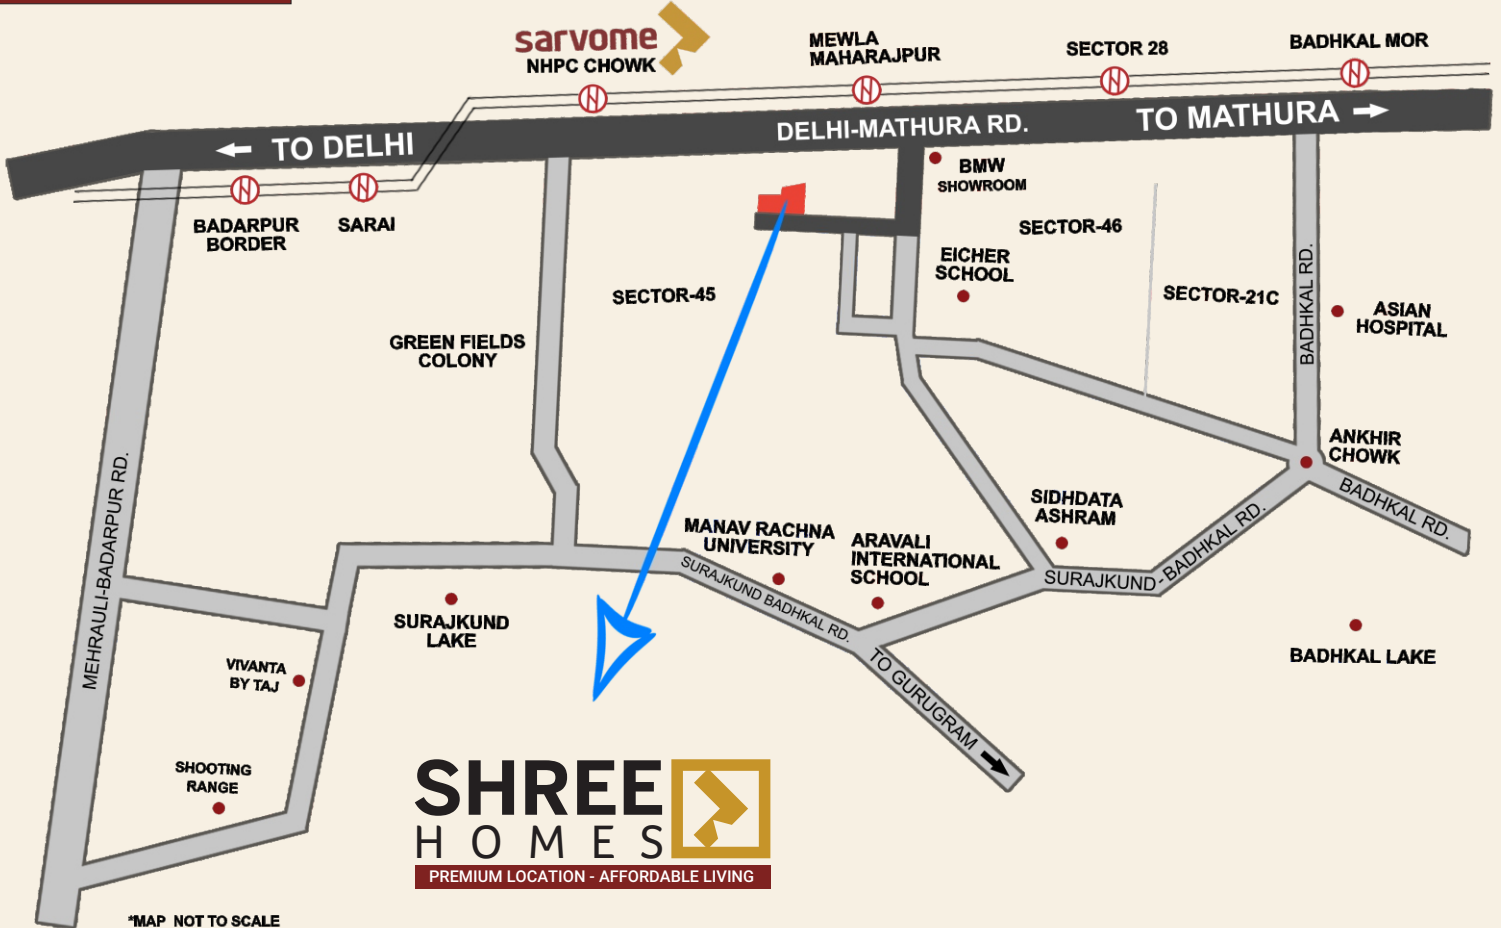 sarvome
NHPC CHOWK
MEWLA
MAHARAJPUR
SECTOR 28
BADHKAL MOR
TO DELHI
DELHI-MATHURA RD.
TO MATHURA
BADARPUR
BORDER
SARAI
BMW
SHOWROOM
SECTOR-46
EICHER
SCHOOL
SECTOR-45
SECTOR-21C
BADHKAL RD.
ASIAN
HOSPITAL
GREEN FIELDS
COLONY
ANKHIR
CHOWK
BADHKAL RD.
MEHRAULI-BADARPUR RD.
SIDHDATA
ASHRAM
MANAV RACHNA
UNIVERSITY
ARAVALI
INTERNATIONAL
SCHOOL
SURAJKUND BADHKAL RD.
SURAJKUND-BADHKAL RD.
SURAJKUND
LAKE
BADHKAL LAKE
VIVANTA
BY TAJ
TO GURUGRAM
SHOOTING
RANGE
SHREE
HOMES
PREMIUM LOCATION - AFFORDABLE LIVING
*MAP NOT TO SCALE